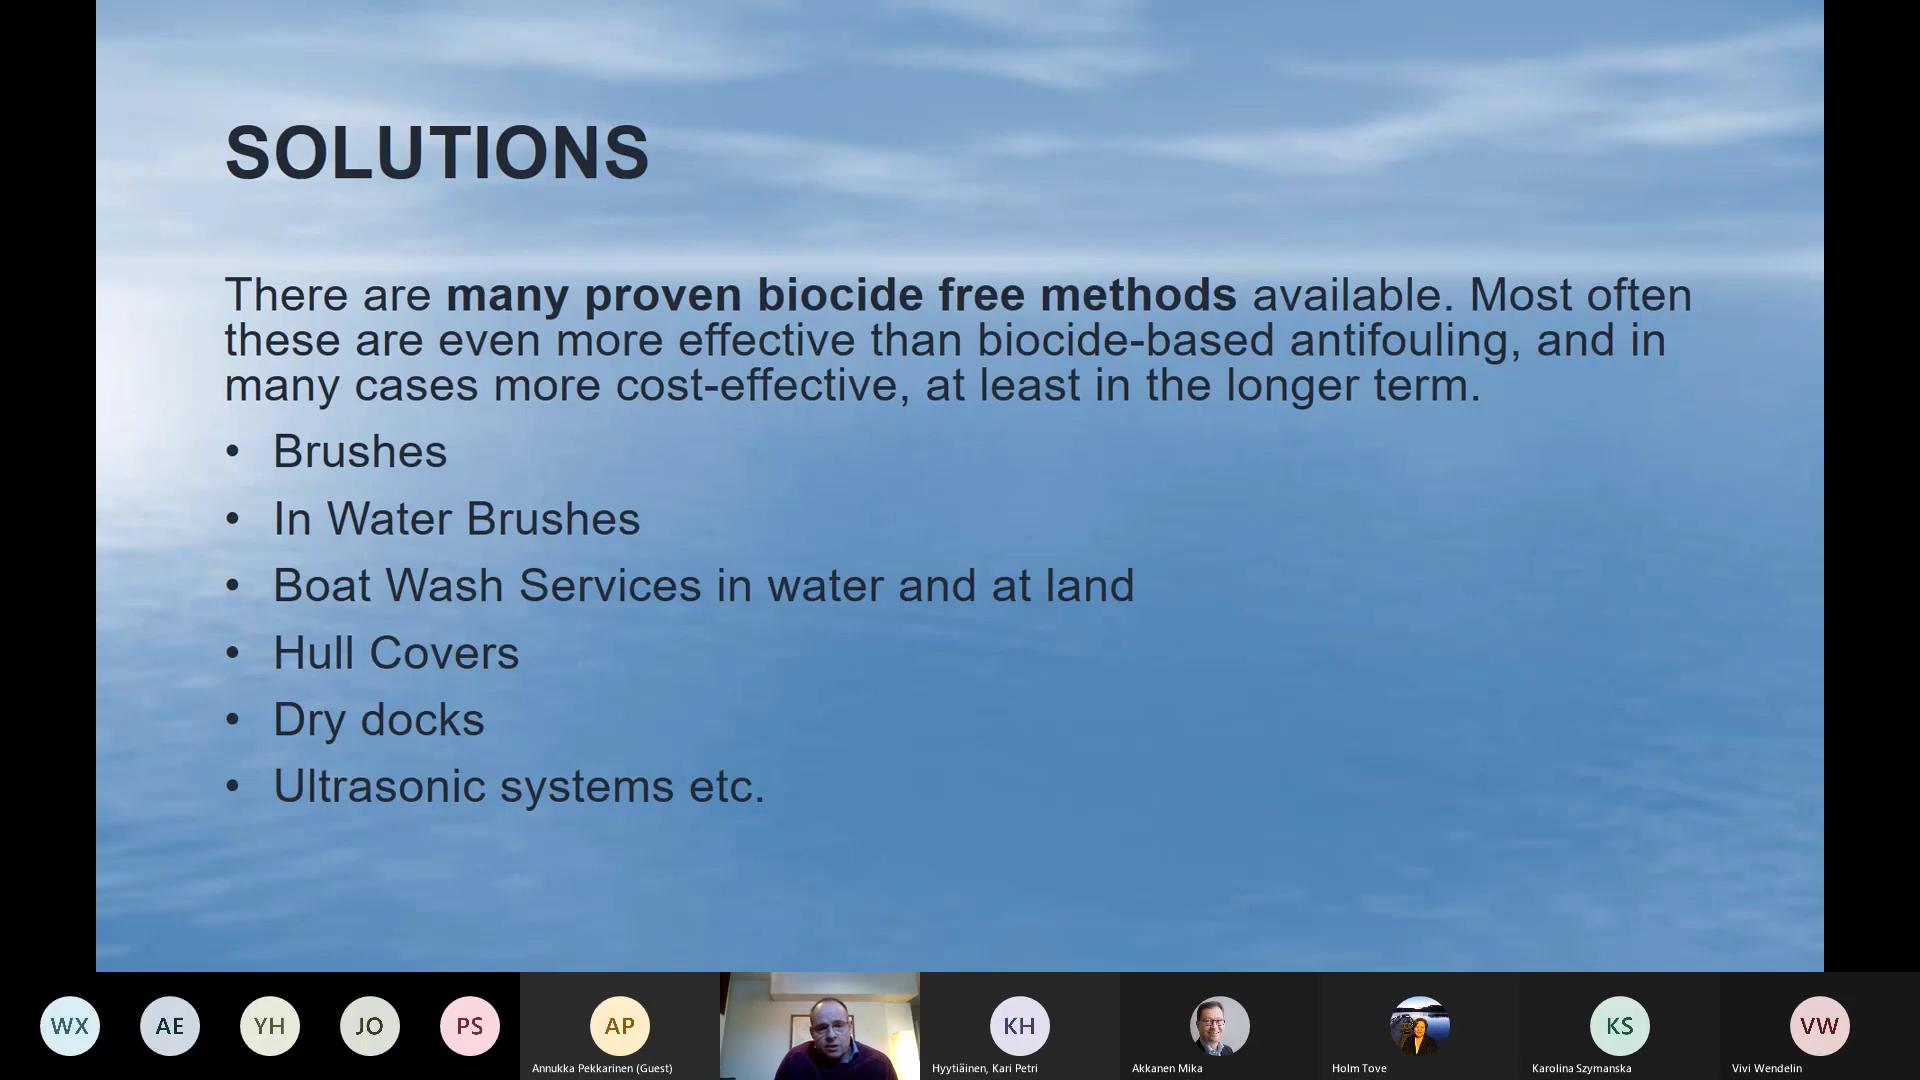 SOLUTIONS
There are many proven biocide free methods available. Most often
these are even more effective than biocide-based antifouling, and in
many cases more cost-effective, at least in the longer term.
• Brushes
• In Water Brushes
• Boat Wash Services in water and at land
• Hull Covers
• Dry docks
• Ultrasonic systems etc.
WX
AE
YH
JO
PS
AP
KH
KS
VW
Annukka Pekkarinen (Guest)
Hyytiäinen, Kari Petri
Akkanen Mika
Holm Tove
Karolina Szymanska
Vivi Wendelin